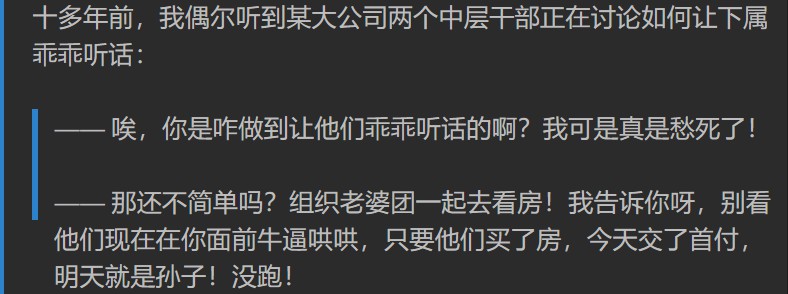 十多年前，我偶尔听到某大公司两个中层干部正在讨论如何让下属
乖乖听话：
—— 唉，你是咋做到让他们乖乖听话的啊？我可是真是愁死了！
—— 那还不简单吗？组织老婆团一起去看房！我告诉你呀，别看
他们现在在你面前牛逼哄哄，只要他们买了房，今天交了首付，
明天就是孙子！没跑！